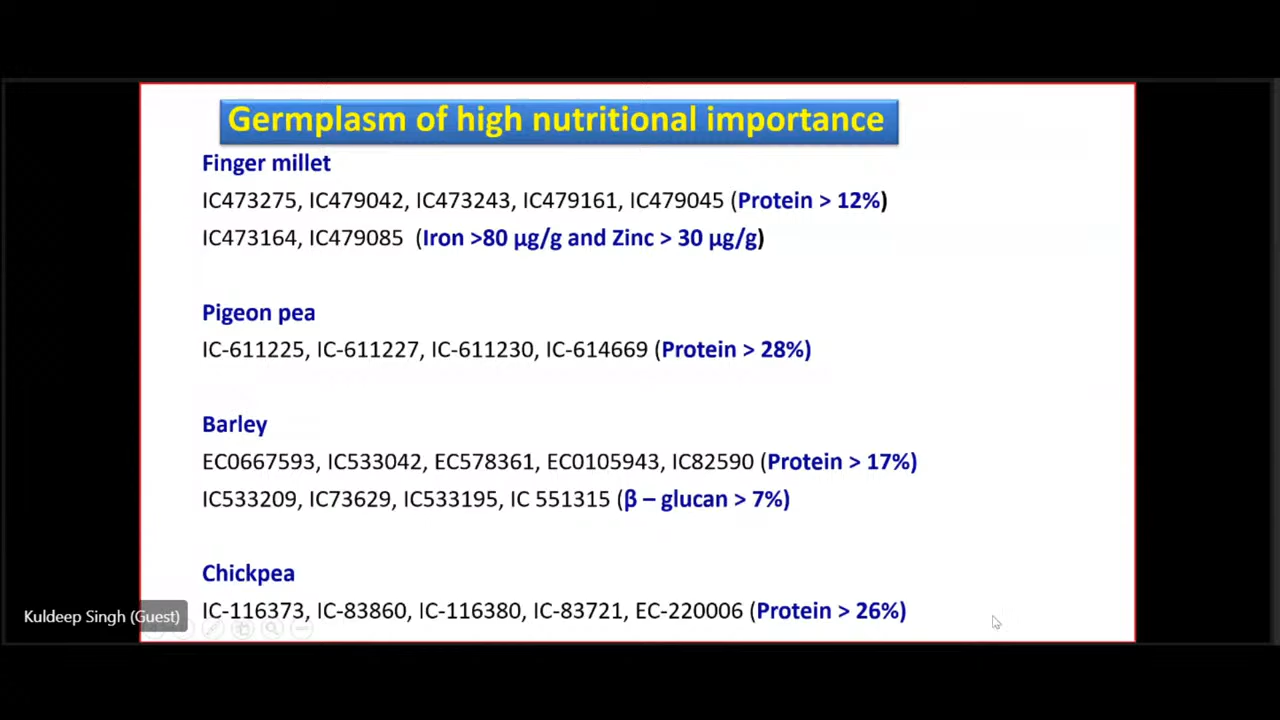 Germplasm of high nutritional importance
Finger millet
IC473275, IC479042, IC473243, IC479161, IC479045 (Protein > 12%)
IC473164, IC479085 (Iron >80 µg/g and Zinc > 30 µg/g)
Pigeon pea
IC-611225, IC-611227, IC-611230, IC-614669 (Protein > 28%)
Barley
EC0667593, IC533042, EC578361, EC0105943, IC82590 (Protein > 17%)
IC533209, IC73629, IC533195, IC 551315 (β – glucan > 7%)
Chickpea
IC-116373, IC-83860, IC-116380, IC-83721, EC-220006 (Protein > 26%)
Kuldeep Singh (Guest)